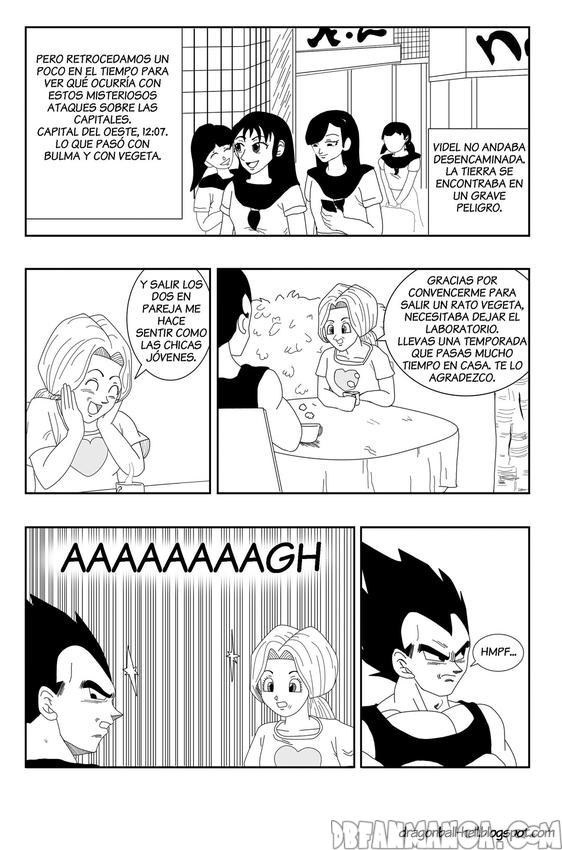 VIDEL NO ANDABA
DESENCAMINADA.
LA TIERRA SE
ENCONTRABA EN
UN GRAVE
PELIGRO.
PERO RETROCEDAMOS UN
POCO EN EL TIEMPO PARA
VER QUÉ OCURRÍA CON
ESTOS MISTERIOSOS
ATAQUES SOBRE LAS
CAPITALES.
CAPITAL DEL OESTE, 12:07.
LO QUE PASÓ CON
BULMA Y CON VEGETA.
GRACIAS POR
CONVENCERME PARA
SALIR UN RATO VEGETA,
NECESITABA DEJAR EL
LABORATORIO.
LLEVAS UNA TEMPORADA
QUE PASAS MUCHO
TIEMPO EN CASA. TE LO
AGRADEZCO.
Y SALIR LOS
DOS EN
PAREJA ME
HACE
SENTIR COMO
LAS CHICAS
JÓVENES.
HMPF...
AAAAAAAAGH
dragonball-hell.blogspot.com
DBFANMANGA.COM